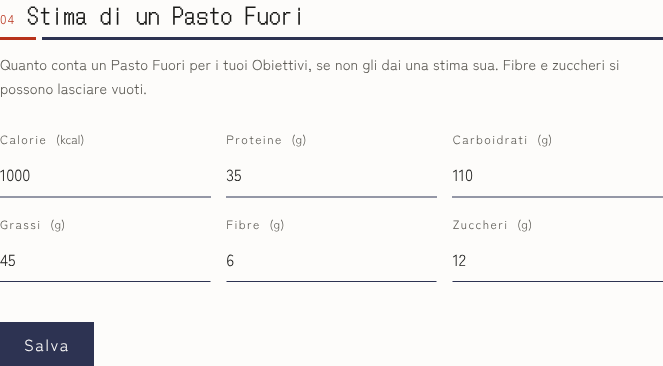 04 Stima di un Pasto Fuori
Quanto conta un Pasto Fuori per i tuoi Obiettivi, se non gli dai una stima sua. Fibre e zuccheri si
possono lasciare vuoti.
Calorie (kcal) Proteine (g) Carboidrati (g)
1000 35 110
Grassi (g) Fibre (g) Zuccheri (g)
45 6 12
Salva